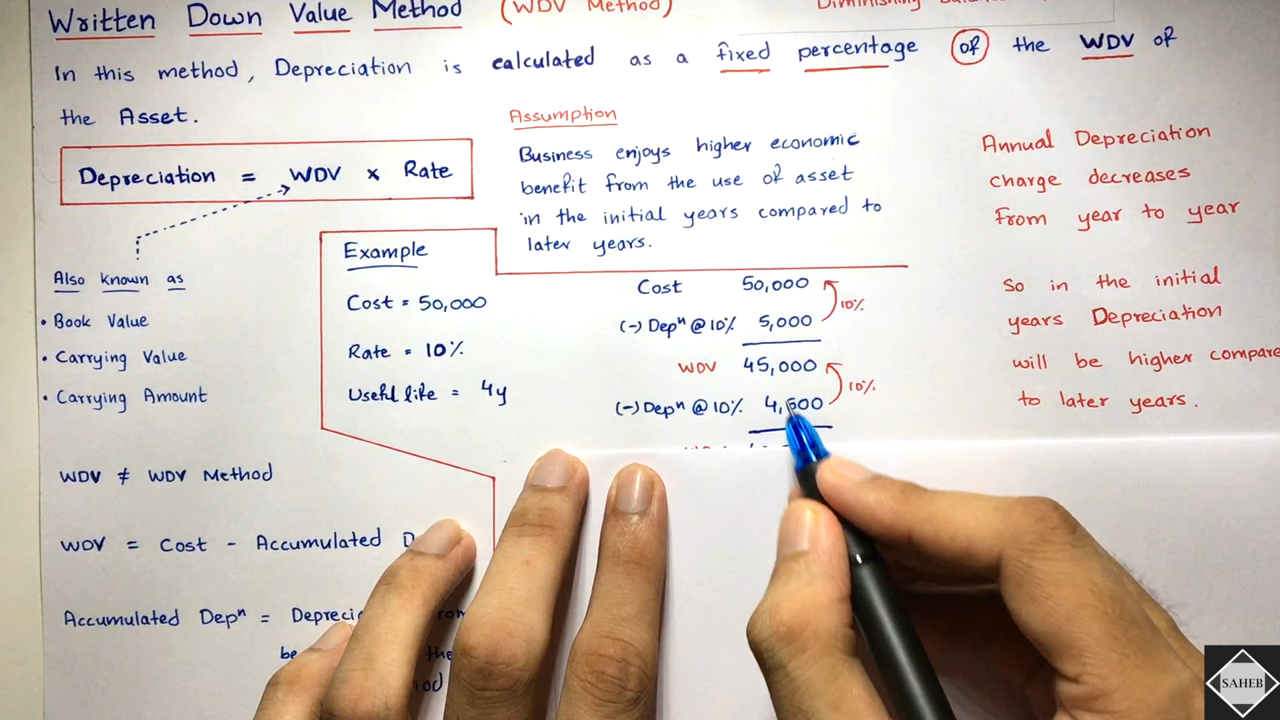 Written Down Value Method (WDV Method)
In this method, Depreciation is calculated as a fixed percentage of the WDV of
the Asset.
Depreciation = WDV × Rate
Also known as
• Book Value
• Carrying Value
• Carrying Amount
WDV ≠ WDV Method
WDV = Cost - Accumulated
Accumulated Depⁿ =
Assumption
Business enjoys higher economic
benefit from the use of asset
in the initial years compared to
later years.
Example
Cost = 50,000
Rate = 10%
Useful like = 4y
Cost 50,000
(-) Depⁿ @ 10% 5,000
10%
WDV 45,000
(-) Depⁿ @ 10% 4,500
10%
Annual Depreciation
charge decreases
from year to year
So in the initial
years Depreciation
will be higher compare
to later years.
SAHEB